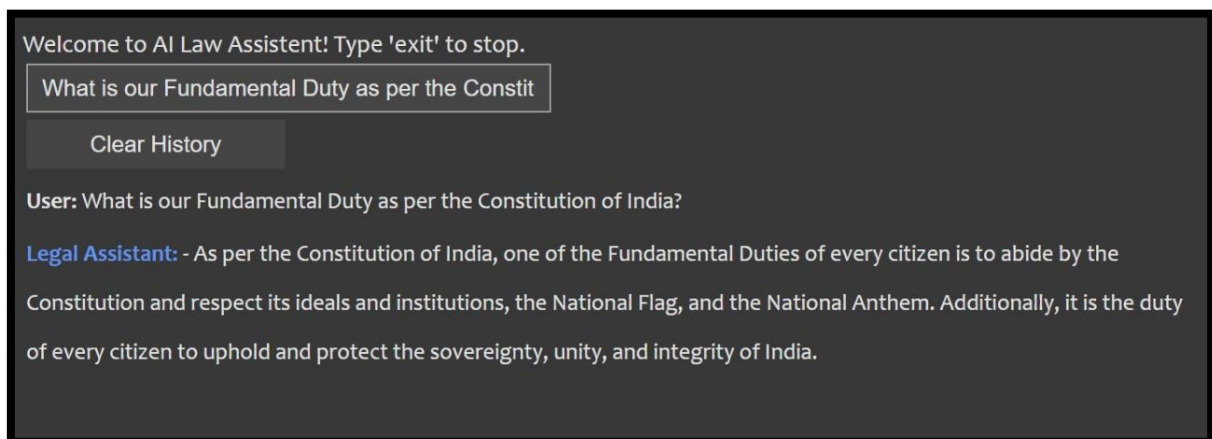 Welcome to AI Law Assistent! Type 'exit' to stop.
What is our Fundamental Duty as per the Constit
Clear History
User: What is our Fundamental Duty as per the Constitution of India?
Legal Assistant: - As per the Constitution of India, one of the Fundamental Duties of every citizen is to abide by the
Constitution and respect its ideals and institutions, the National Flag, and the National Anthem. Additionally, it is the duty
of every citizen to uphold and protect the sovereignty, unity, and integrity of India.